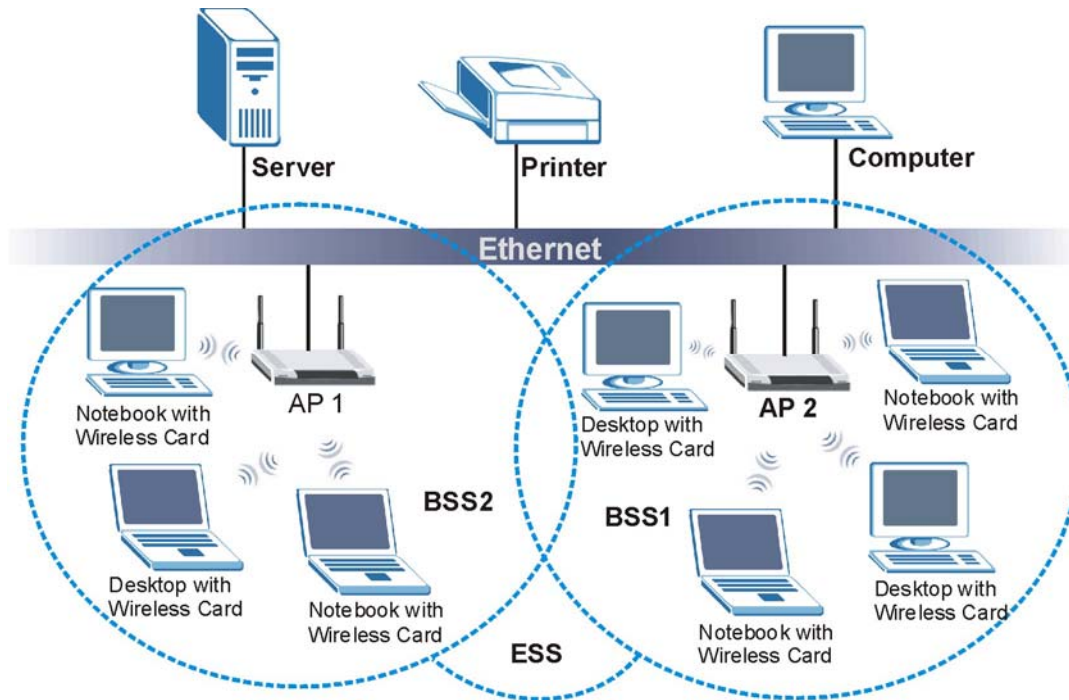 Server
Printer
Computer
Ethernet
AP 1
Notebook with
Wireless Card
Desktop with
Wireless Card
Notebook with
Wireless Card
BSS2
AP 2
Desktop with
Wireless Card
Notebook with
Wireless Card
BSS1
Notebook with
Wireless Card
Desktop with
Wireless Card
ESS